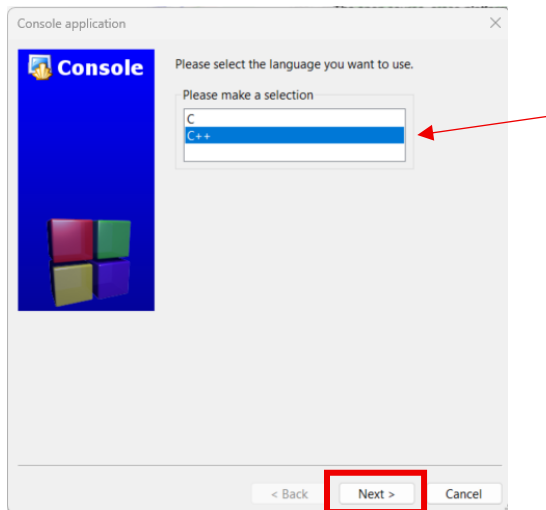 Console application
Console
Please select the language you want to use.
Please make a selection
C
C++
< Back
Next >
Cancel